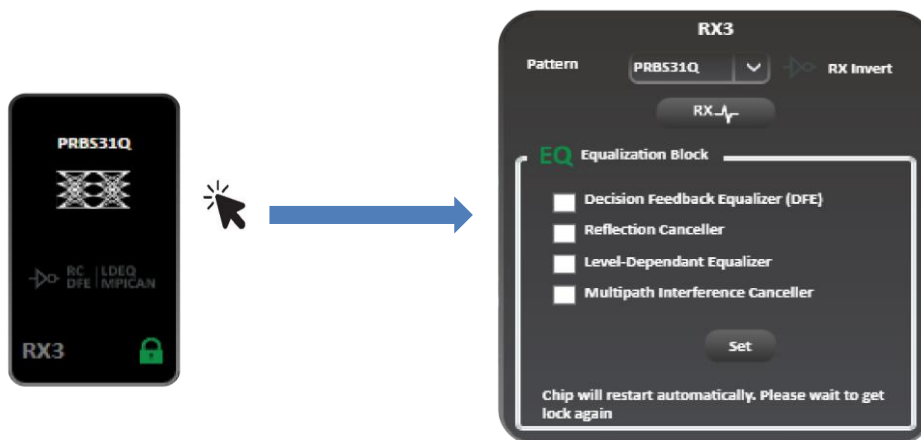 PRBS31Q
RC | LDEQ
DFE | MPICAN
RX3
RX3
Pattern
PRBS31Q
RX Invert
RX
EQ Equalization Block
Decision Feedback Equalizer (DFE)
Reflection Canceller
Level-Dependant Equalizer
Multipath Interference Canceller
Set
Chip will restart automatically. Please wait to get
lock again